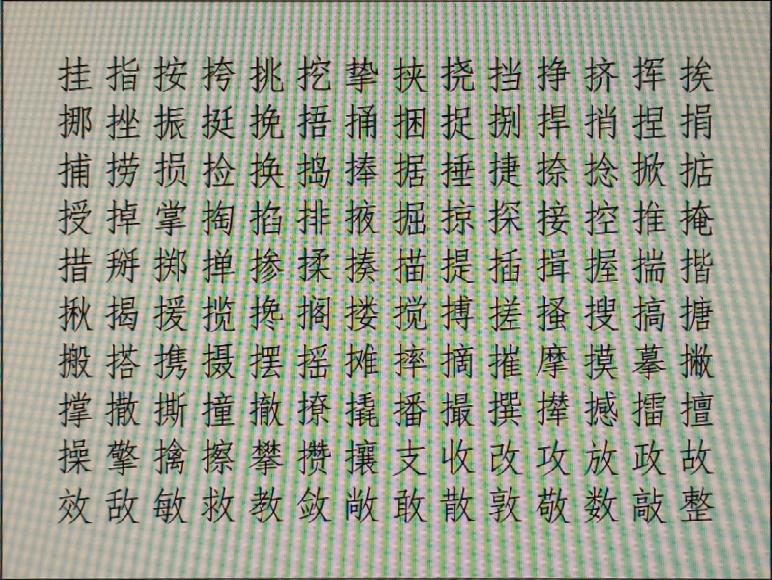 挂指按挎挑挖挚挟挠挡挣挤挥挨
挪挫振挺挽捂捅捆捉捌捍捎捏捐
捕捞损捡换捣捧据捶捷捺捻掀掂
授掉掌掏掐排掖掘掠探接控推掩
措掰掷掸掺揉揍描提插揖握揣揩
揪揭援揽搀搁搂搅搏搓搔搜搞搪
搬搭携摄摆摇摊摔摘摧摩摸摹撇
撑撒撕撞撤撩撬播撮撰撵撼擂擅
操擎擒擦攀攒攘支收改攻放政故
效敌敏救教敛敞敢散敦敬数敲整